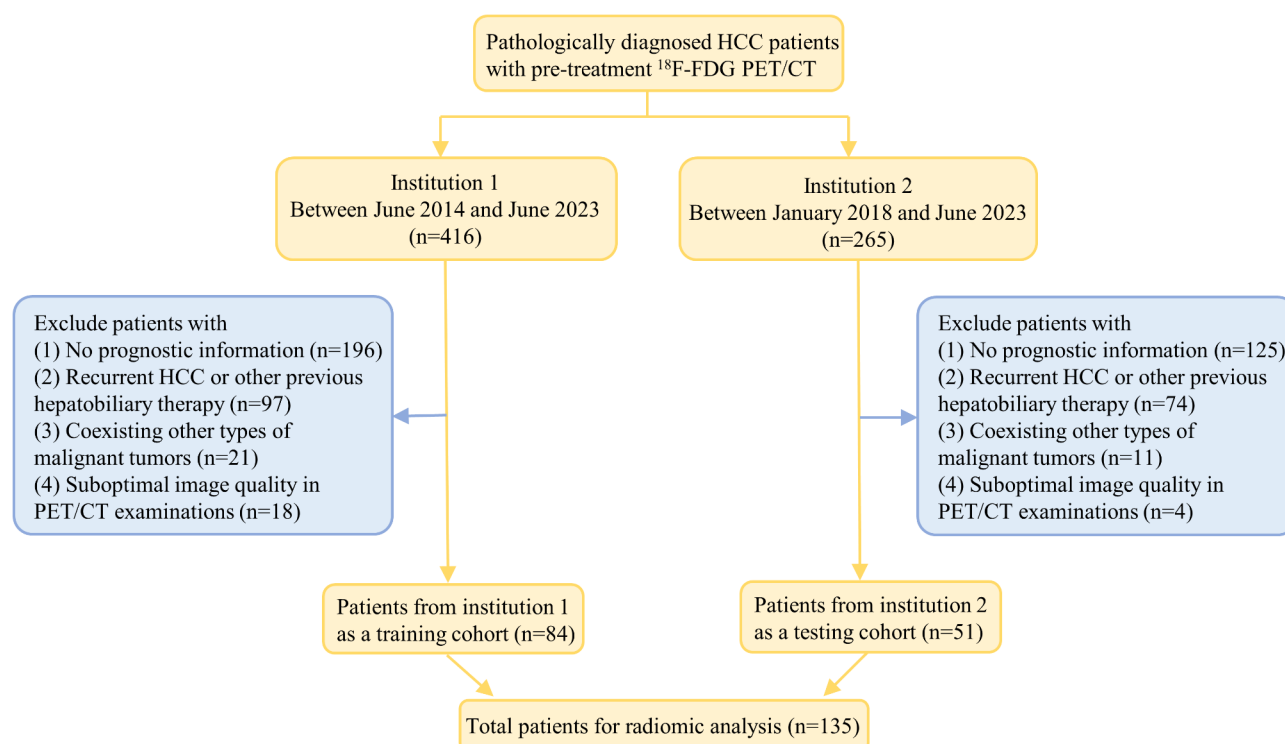 Pathologically diagnosed HCC patients
with pre-treatment ¹⁸F-FDG PET/CT
Institution 1
Between June 2014 and June 2023
(n=416)
Institution 2
Between January 2018 and June 2023
(n=265)
Exclude patients with
(1) No prognostic information (n=196)
(2) Recurrent HCC or other previous
hepatobiliary therapy (n=97)
(3) Coexisting other types of
malignant tumors (n=21)
(4) Suboptimal image quality in
PET/CT examinations (n=18)
Exclude patients with
(1) No prognostic information (n=125)
(2) Recurrent HCC or other previous
hepatobiliary therapy (n=74)
(3) Coexisting other types of
malignant tumors (n=11)
(4) Suboptimal image quality in
PET/CT examinations (n=4)
Patients from institution 1
as a training cohort (n=84)
Patients from institution 2
as a testing cohort (n=51)
Total patients for radiomic analysis (n=135)